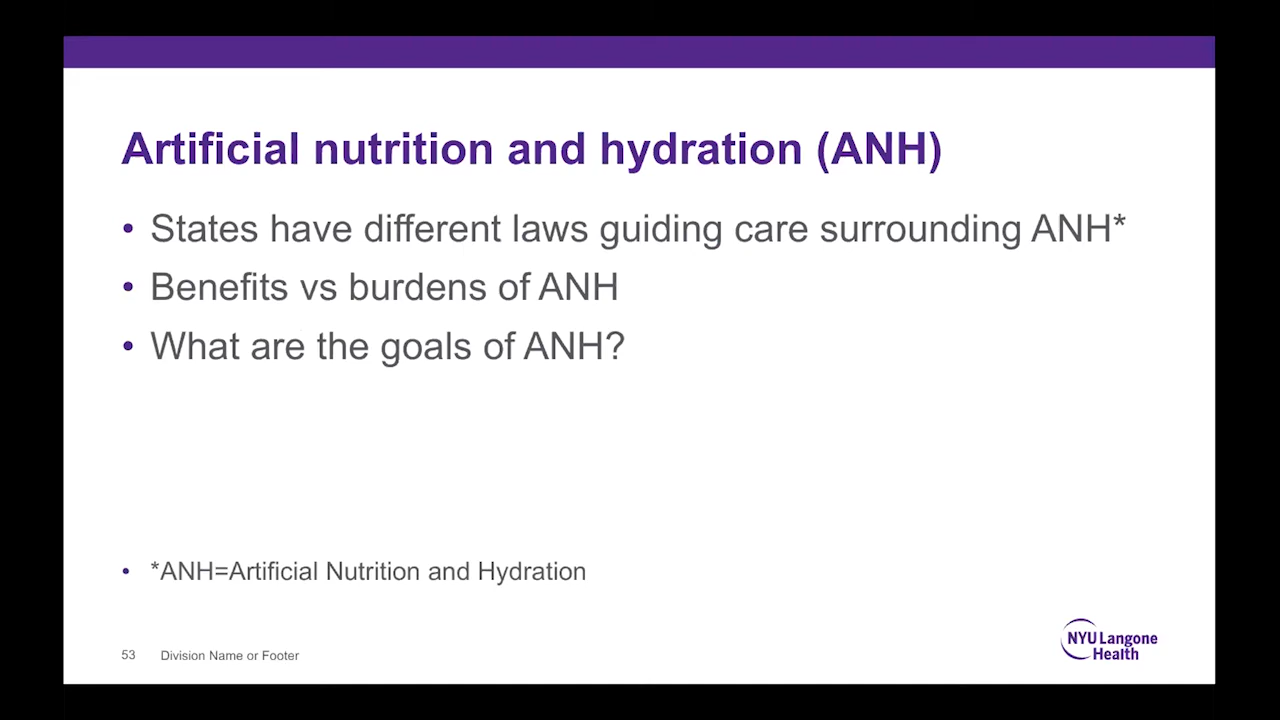 Artificial nutrition and hydration (ANH)
• States have different laws guiding care surrounding ANH*
• Benefits vs burdens of ANH
• What are the goals of ANH?
• *ANH=Artificial Nutrition and Hydration
53 Division Name or Footer
NYU Langone
Health